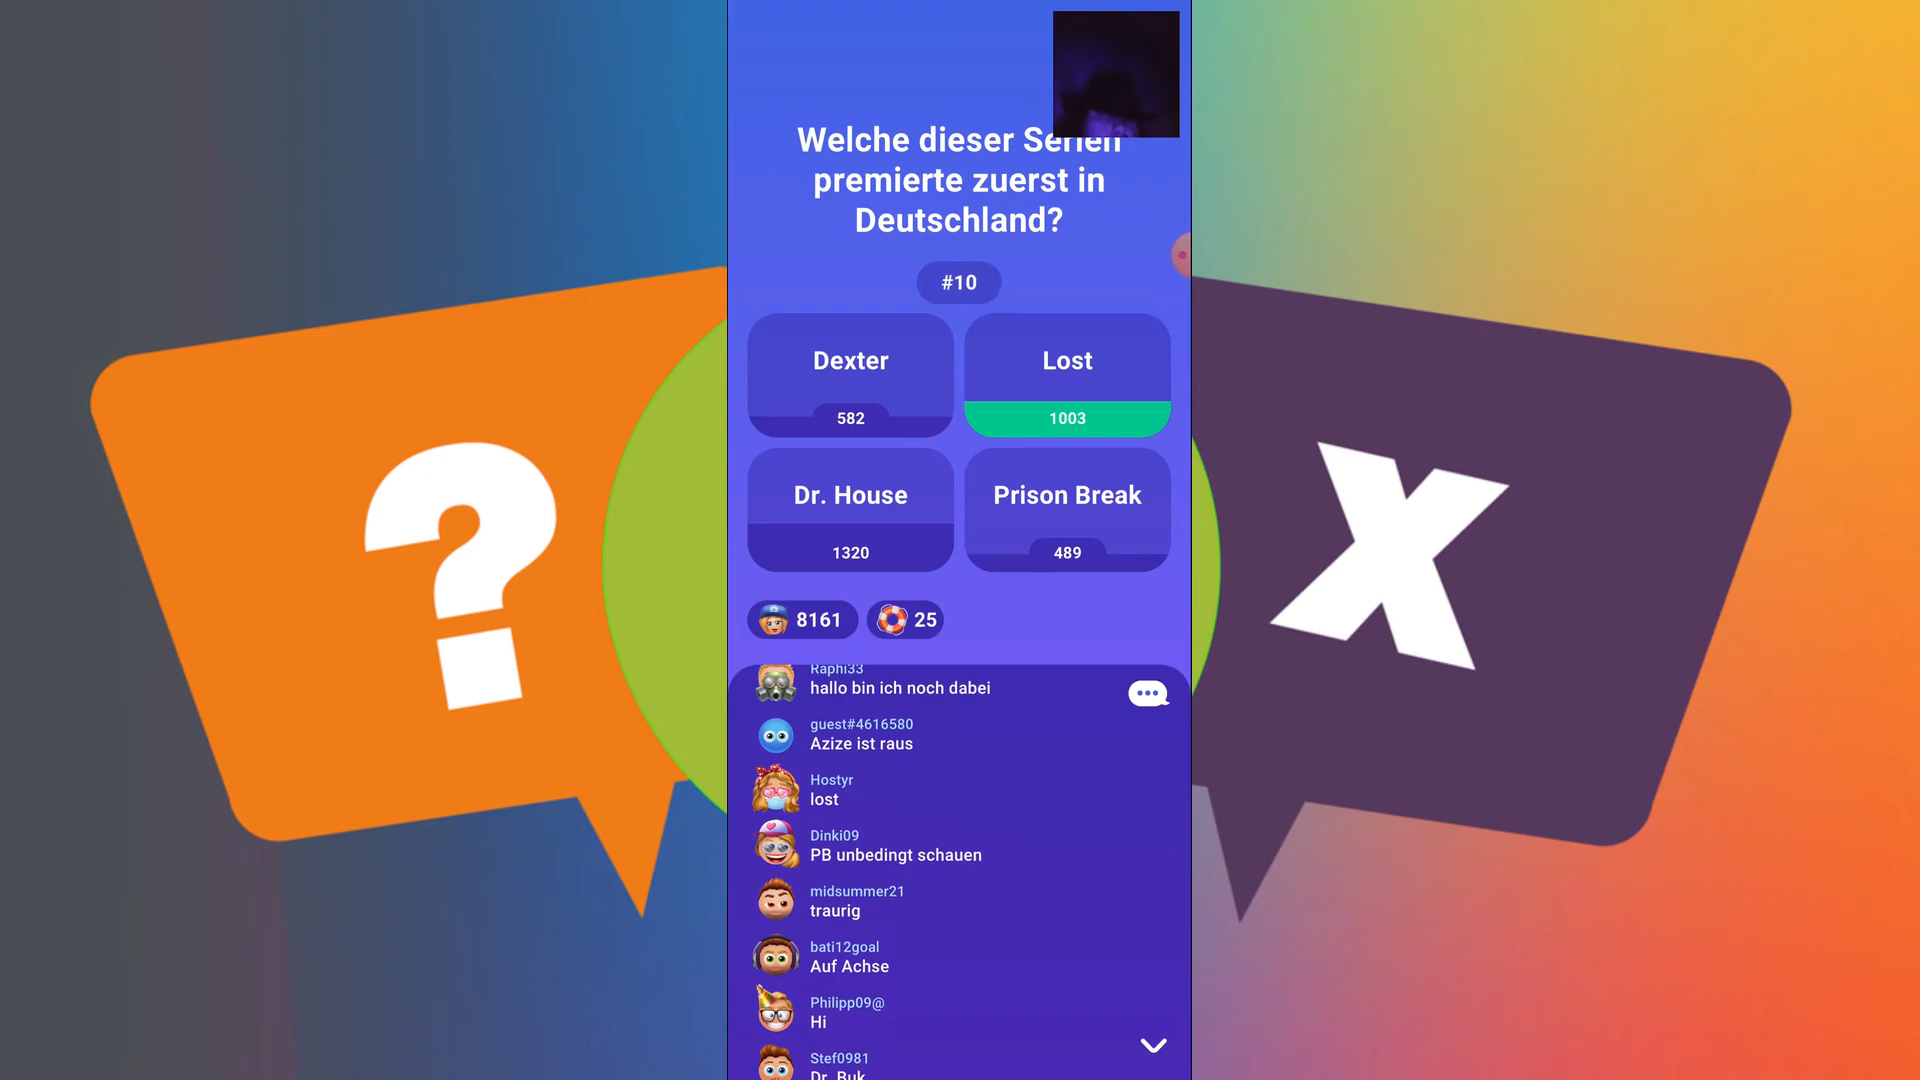 Welche dieser Serien
premierte zuerst in
Deutschland?
#10
Dexter
582
Lost
1003
Dr. House
1320
Prison Break
489
8161
25
Raphi33
hallo bin ich noch dabei
guest#4616580
Azize ist raus
Hostyr
lost
Dinki09
PB unbedingt schauen
midsummer21
traurig
bati12goal
Auf Achse
Philipp09@
Hi
Stef0981
Dr. Buk
?
X